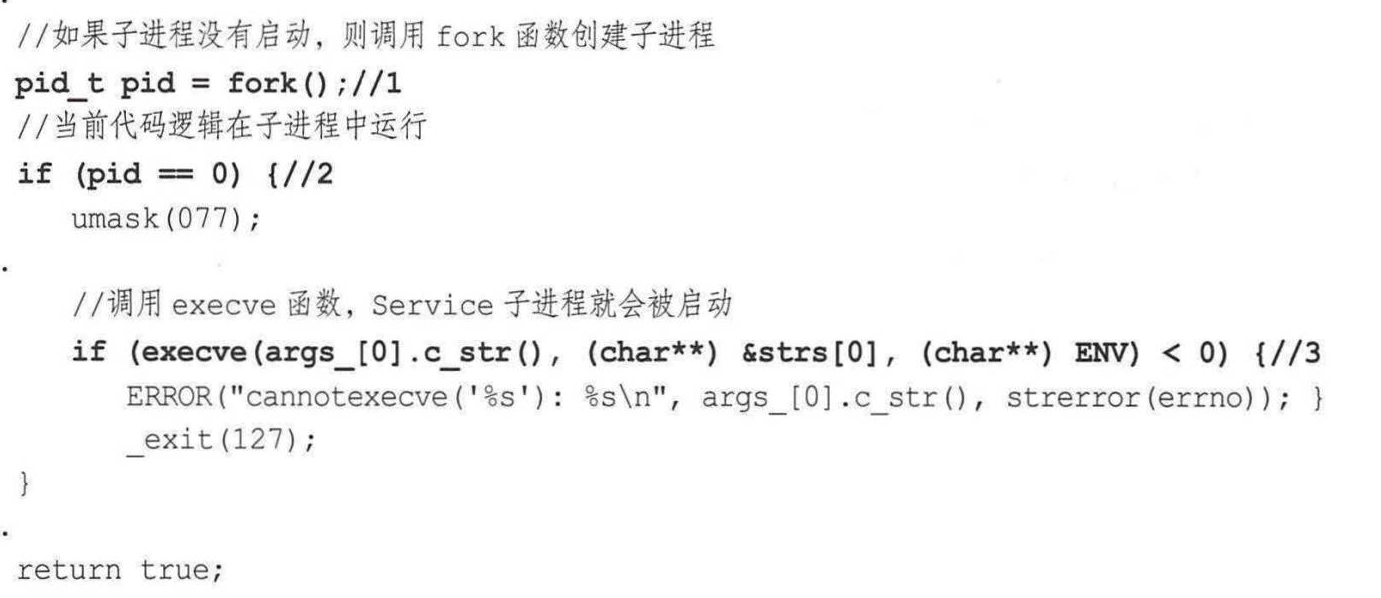 //如果子进程没有启动，则调用 fork 函数创建子进程
pid_t pid = fork();//1
//当前代码逻辑在子进程中运行
if (pid == 0) {//2
umask(077);
.
//调用 execve 函数，Service 子进程就会被启动
if (execve(args_[0].c_str(), (char**) &strs[0], (char**) ENV) < 0) {//3
ERROR("cannotexecve('%s'): %s\n", args_[0].c_str(), strerror(errno)); }
_exit(127);
}
.
return true;